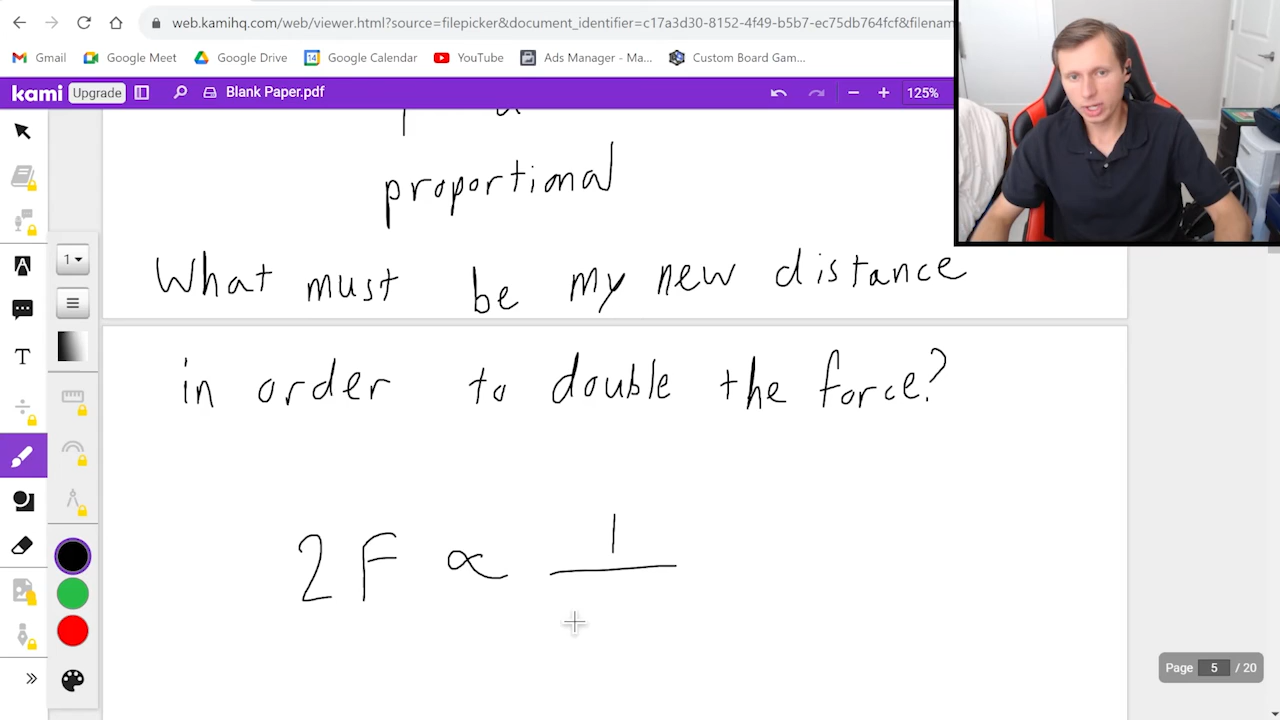 web.kamihq.com/web/viewer.html?source=filepicker&document_identifier=c17a3d30-8152-4f49-b5b7-ec75db764fcf&filenam
Gmail Google Meet Google Drive Google Calendar YouTube Ads Manager - Ma... Custom Board Gam...
kami Upgrade Blank Paper.pdf 125%
proportional
What must be my new distance
in order to double the force?
2F ∝ 1
1
T
Page 5 / 20